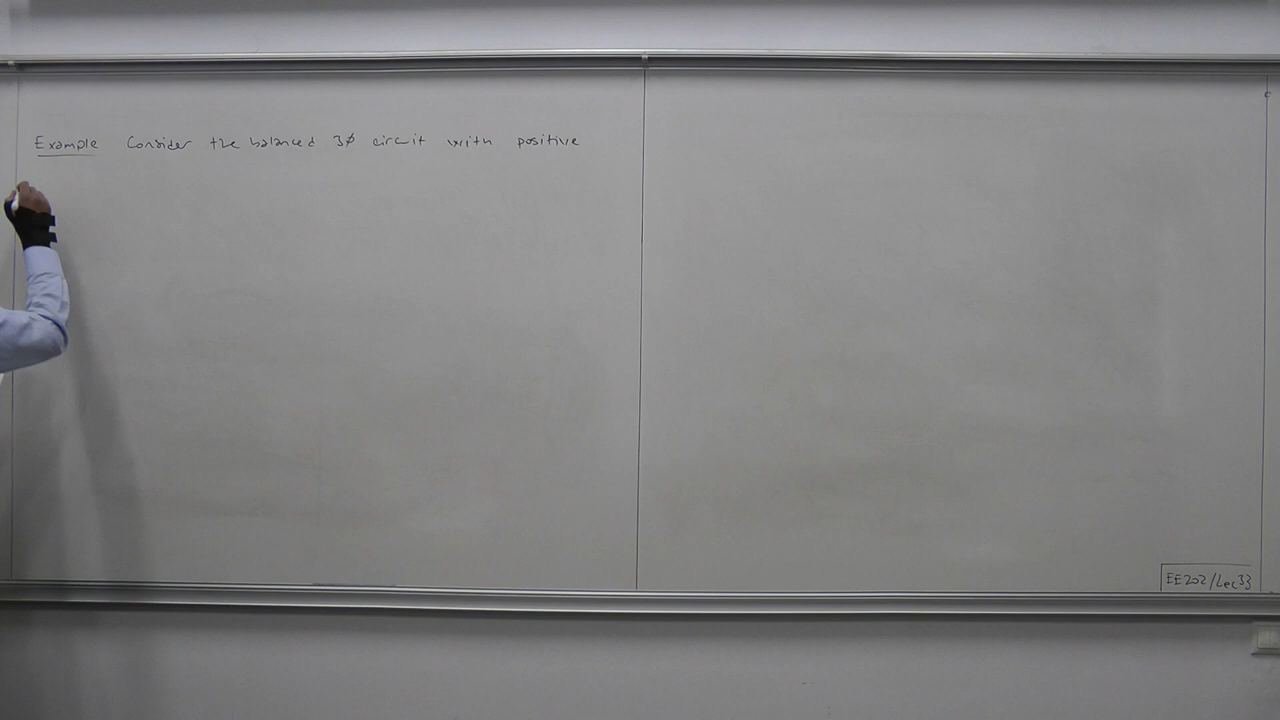 Example Consider the balanced 3φ circuit with positive
EE202/Lec33